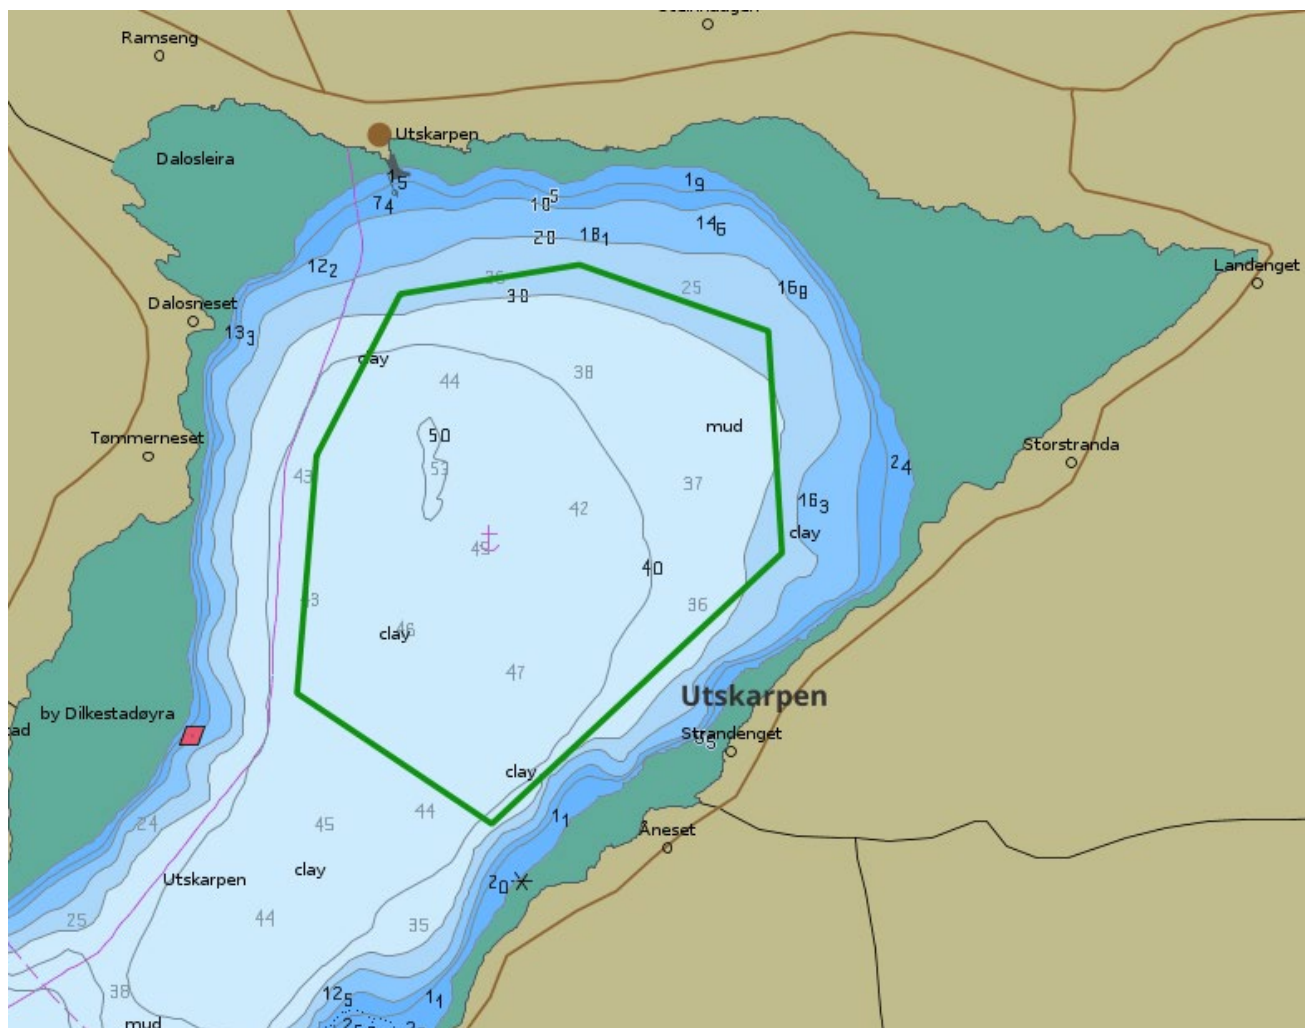 Ramseng
Utskarpen
Dalosleira
1₅
1₉
7₄
10₅
14₆
20
18₁
12₂
Landenget
25
16₈
30
Dalosneset
13₃
clay
44
38
mud
Tømmerneset
50
Storstranda
53
2₄
43
37
16₃
42
clay
45
40
43
36
clay
46
47
Utskarpen
by Dilkestadøyra
tad
Strandenget
clay
44
1₁
24
45
Åneset
clay
Utskarpen
2₀
44
35
25
38
12₅
1₁
mud